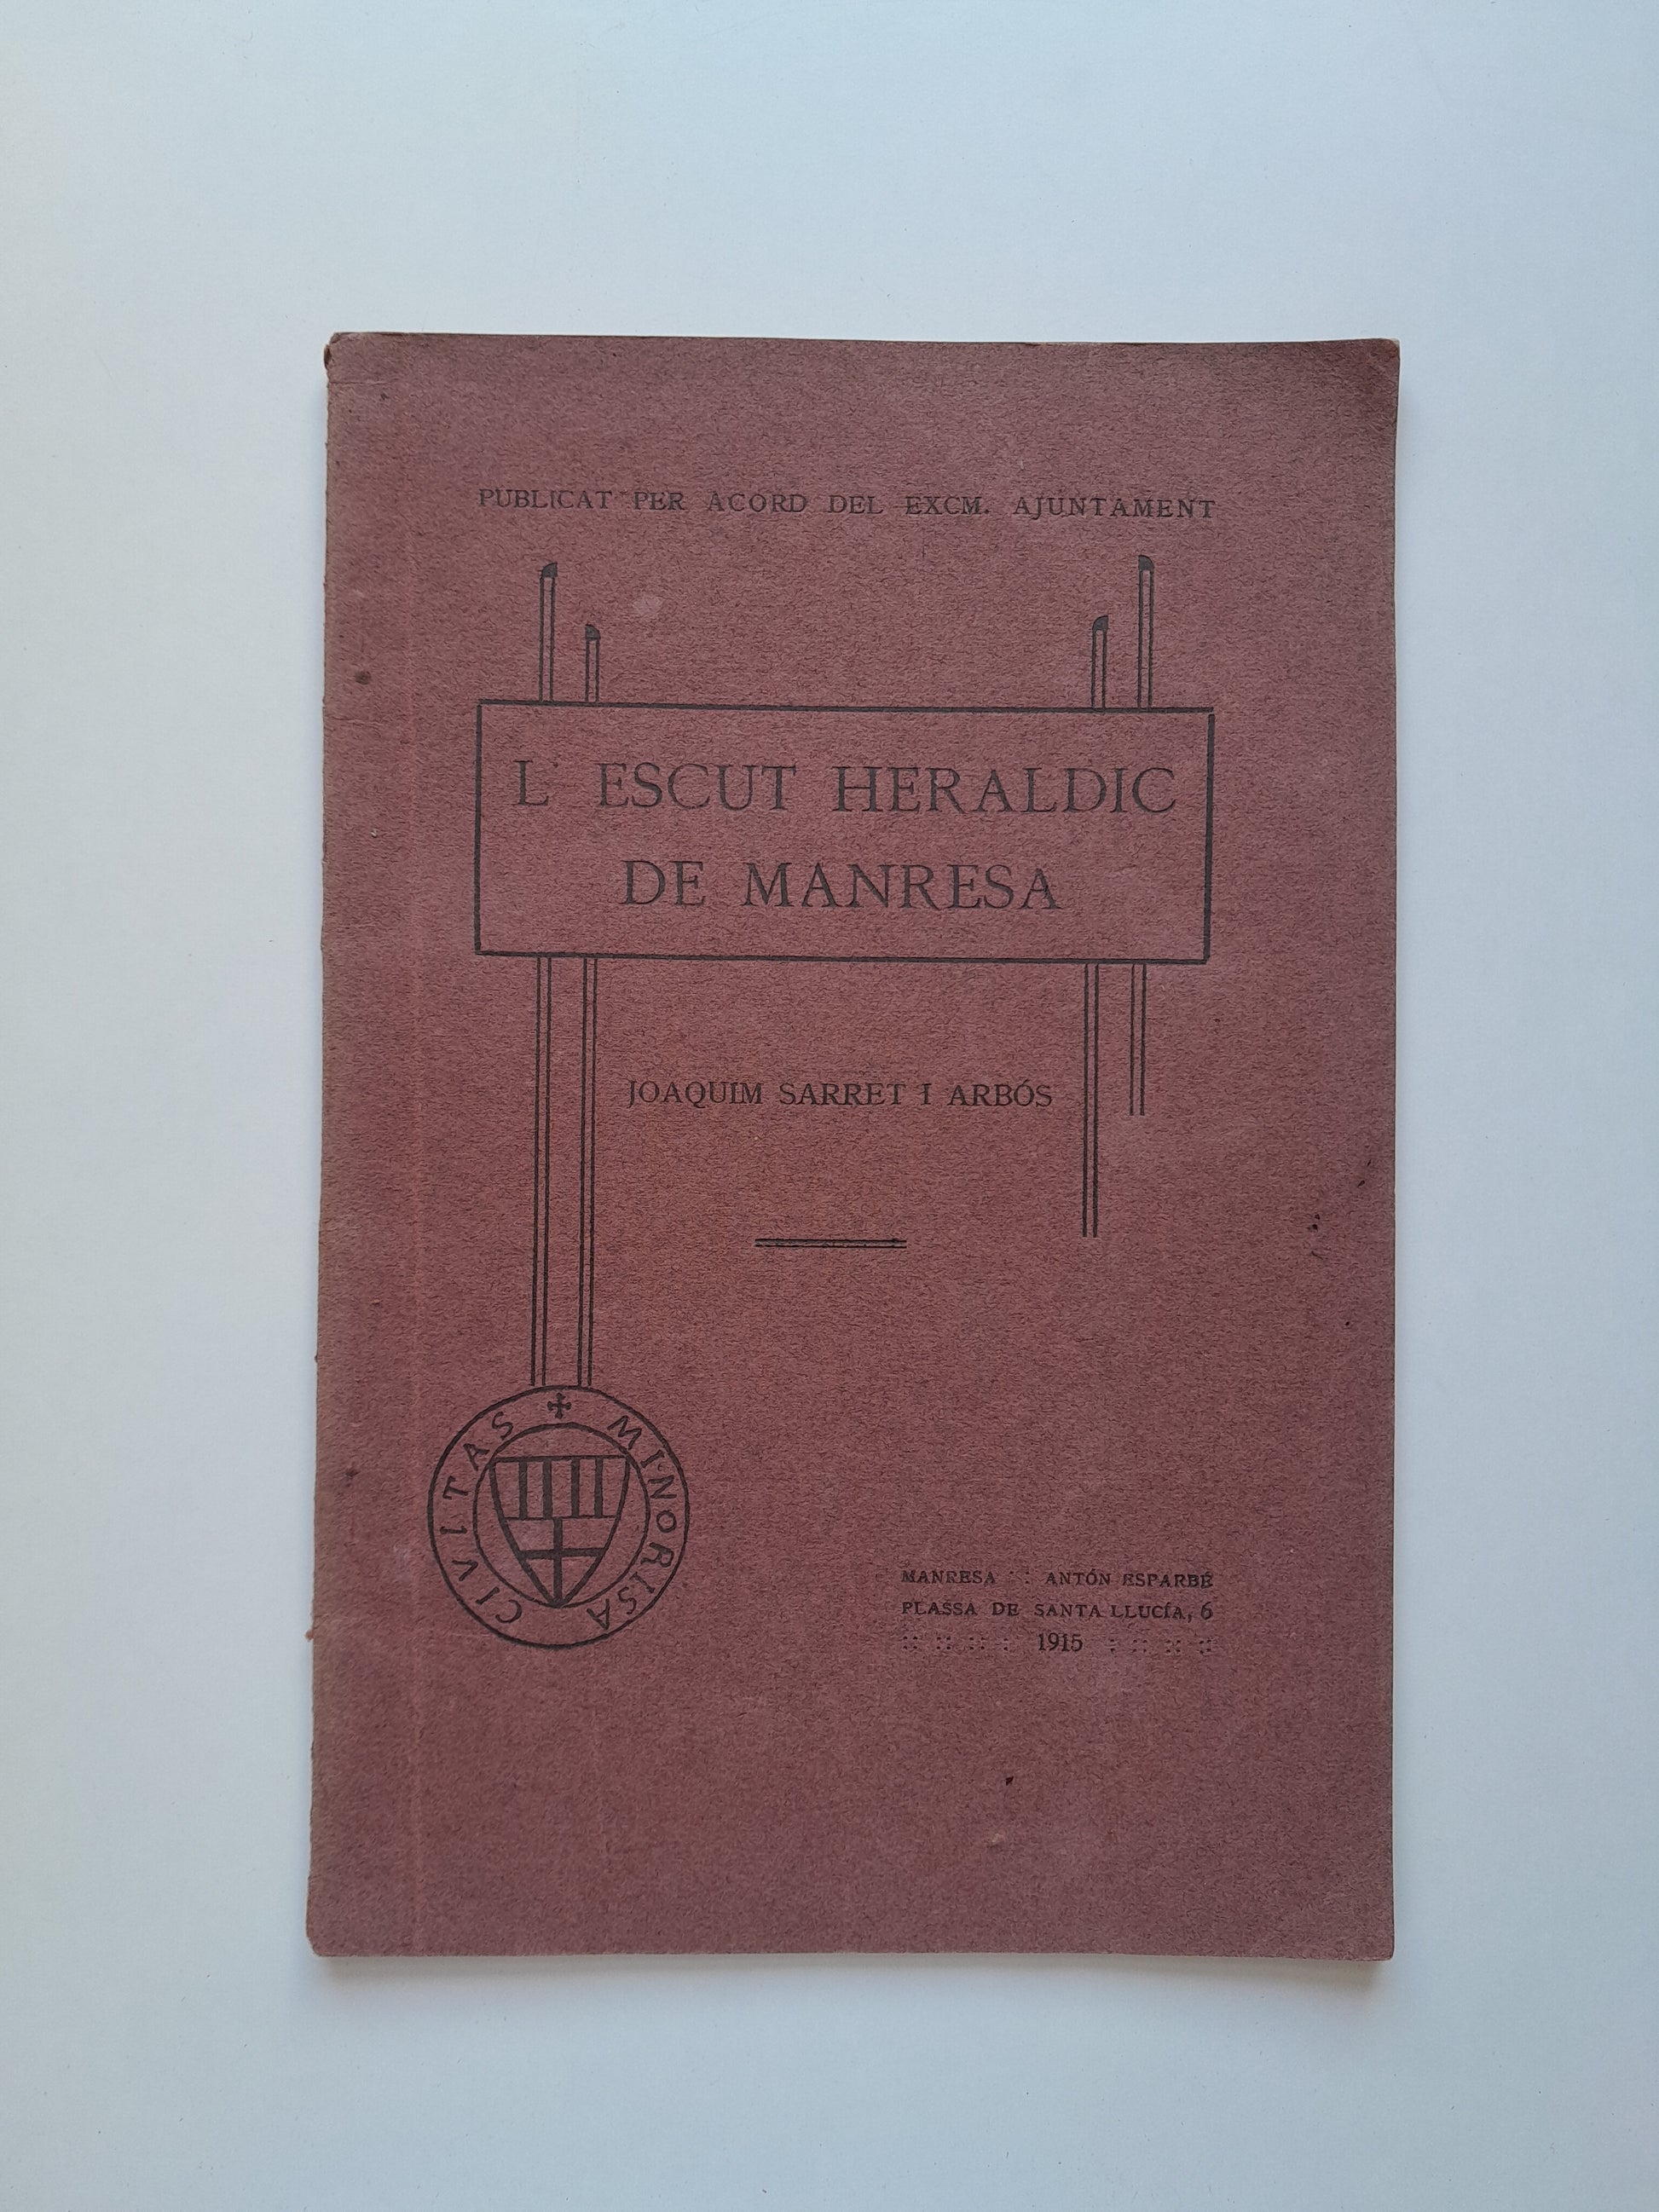 PUBLICAT PER ACORD DEL EXCM. AJUNTAMENT
L' ESCUT HERALDIC
DE MANRESA
JOAQUIM SARRET I ARBÓS
CIVITAS ✠ MINORISA
MANRESA :: ANTÓN ESPARBÉ
PLASSA DE SANTA LLUCÍA, 6
:: :: :: : 1915 : :: :: ::